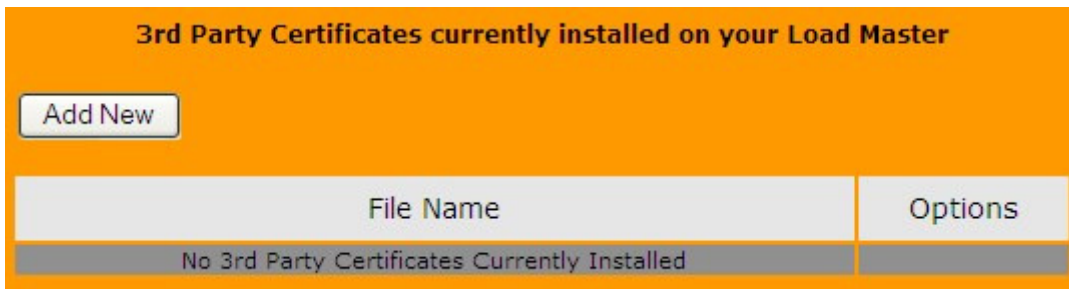 3rd Party Certificates currently installed on your Load Master
Add New
File Name Options
No 3rd Party Certificates Currently Installed